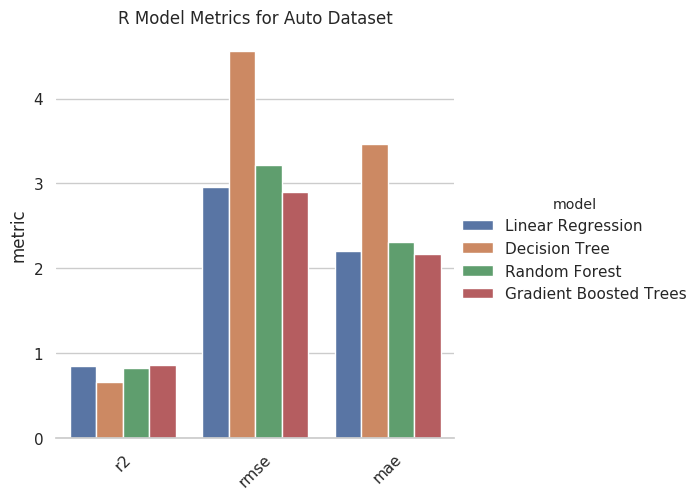 R Model Metrics for Auto Dataset
metric
4
3
2
1
0
r2
rmse
mae
model
Linear Regression
Decision Tree
Random Forest
Gradient Boosted Trees